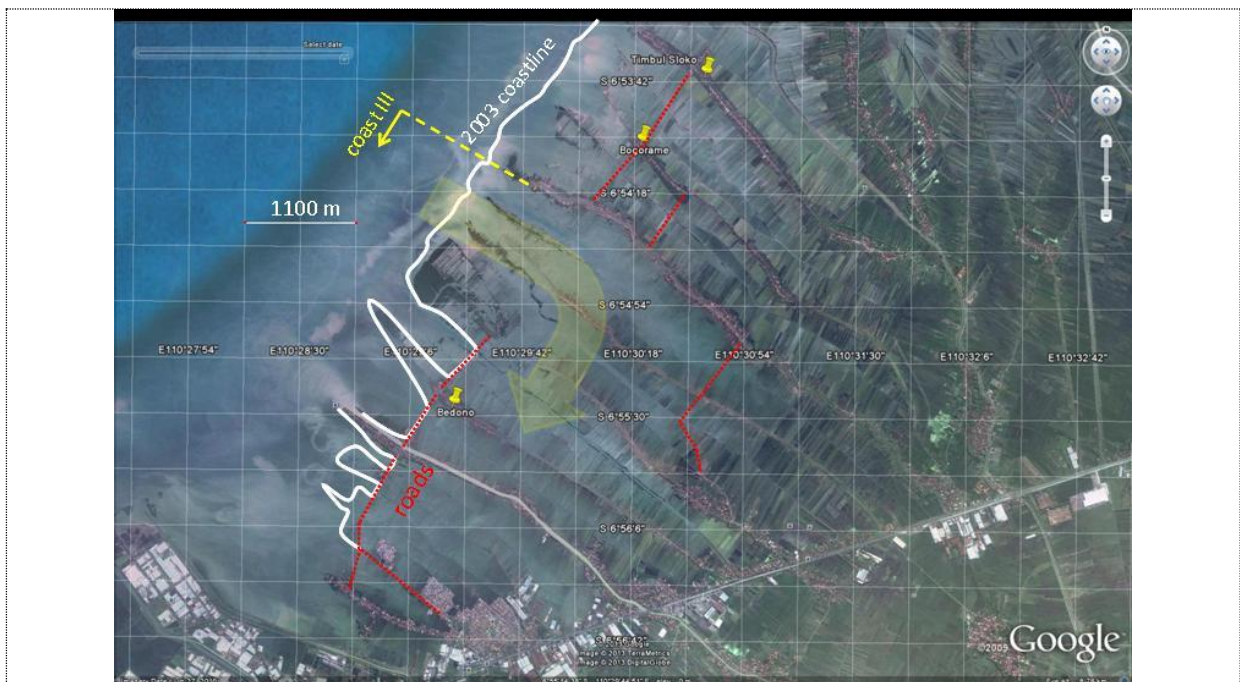 Select date
Timbul Sloko
S 6°53'42"
2003 coastline
coast III
Bogorame
S 6°54'18"
1100 m
S 6°54'54"
E110°27'54"
E110°28'30"
E110°29'42"
E110°30'18"
E110°30'54"
E110°31'30"
E110°32'6"
E110°32'42"
Bedono
S 6°55'30"
roads
S 6°56'6"
S 6°56'42"
© 2013 Google
Image © 2013 TerraMetrics
Image © 2013 DigitalGlobe
©2009 Google